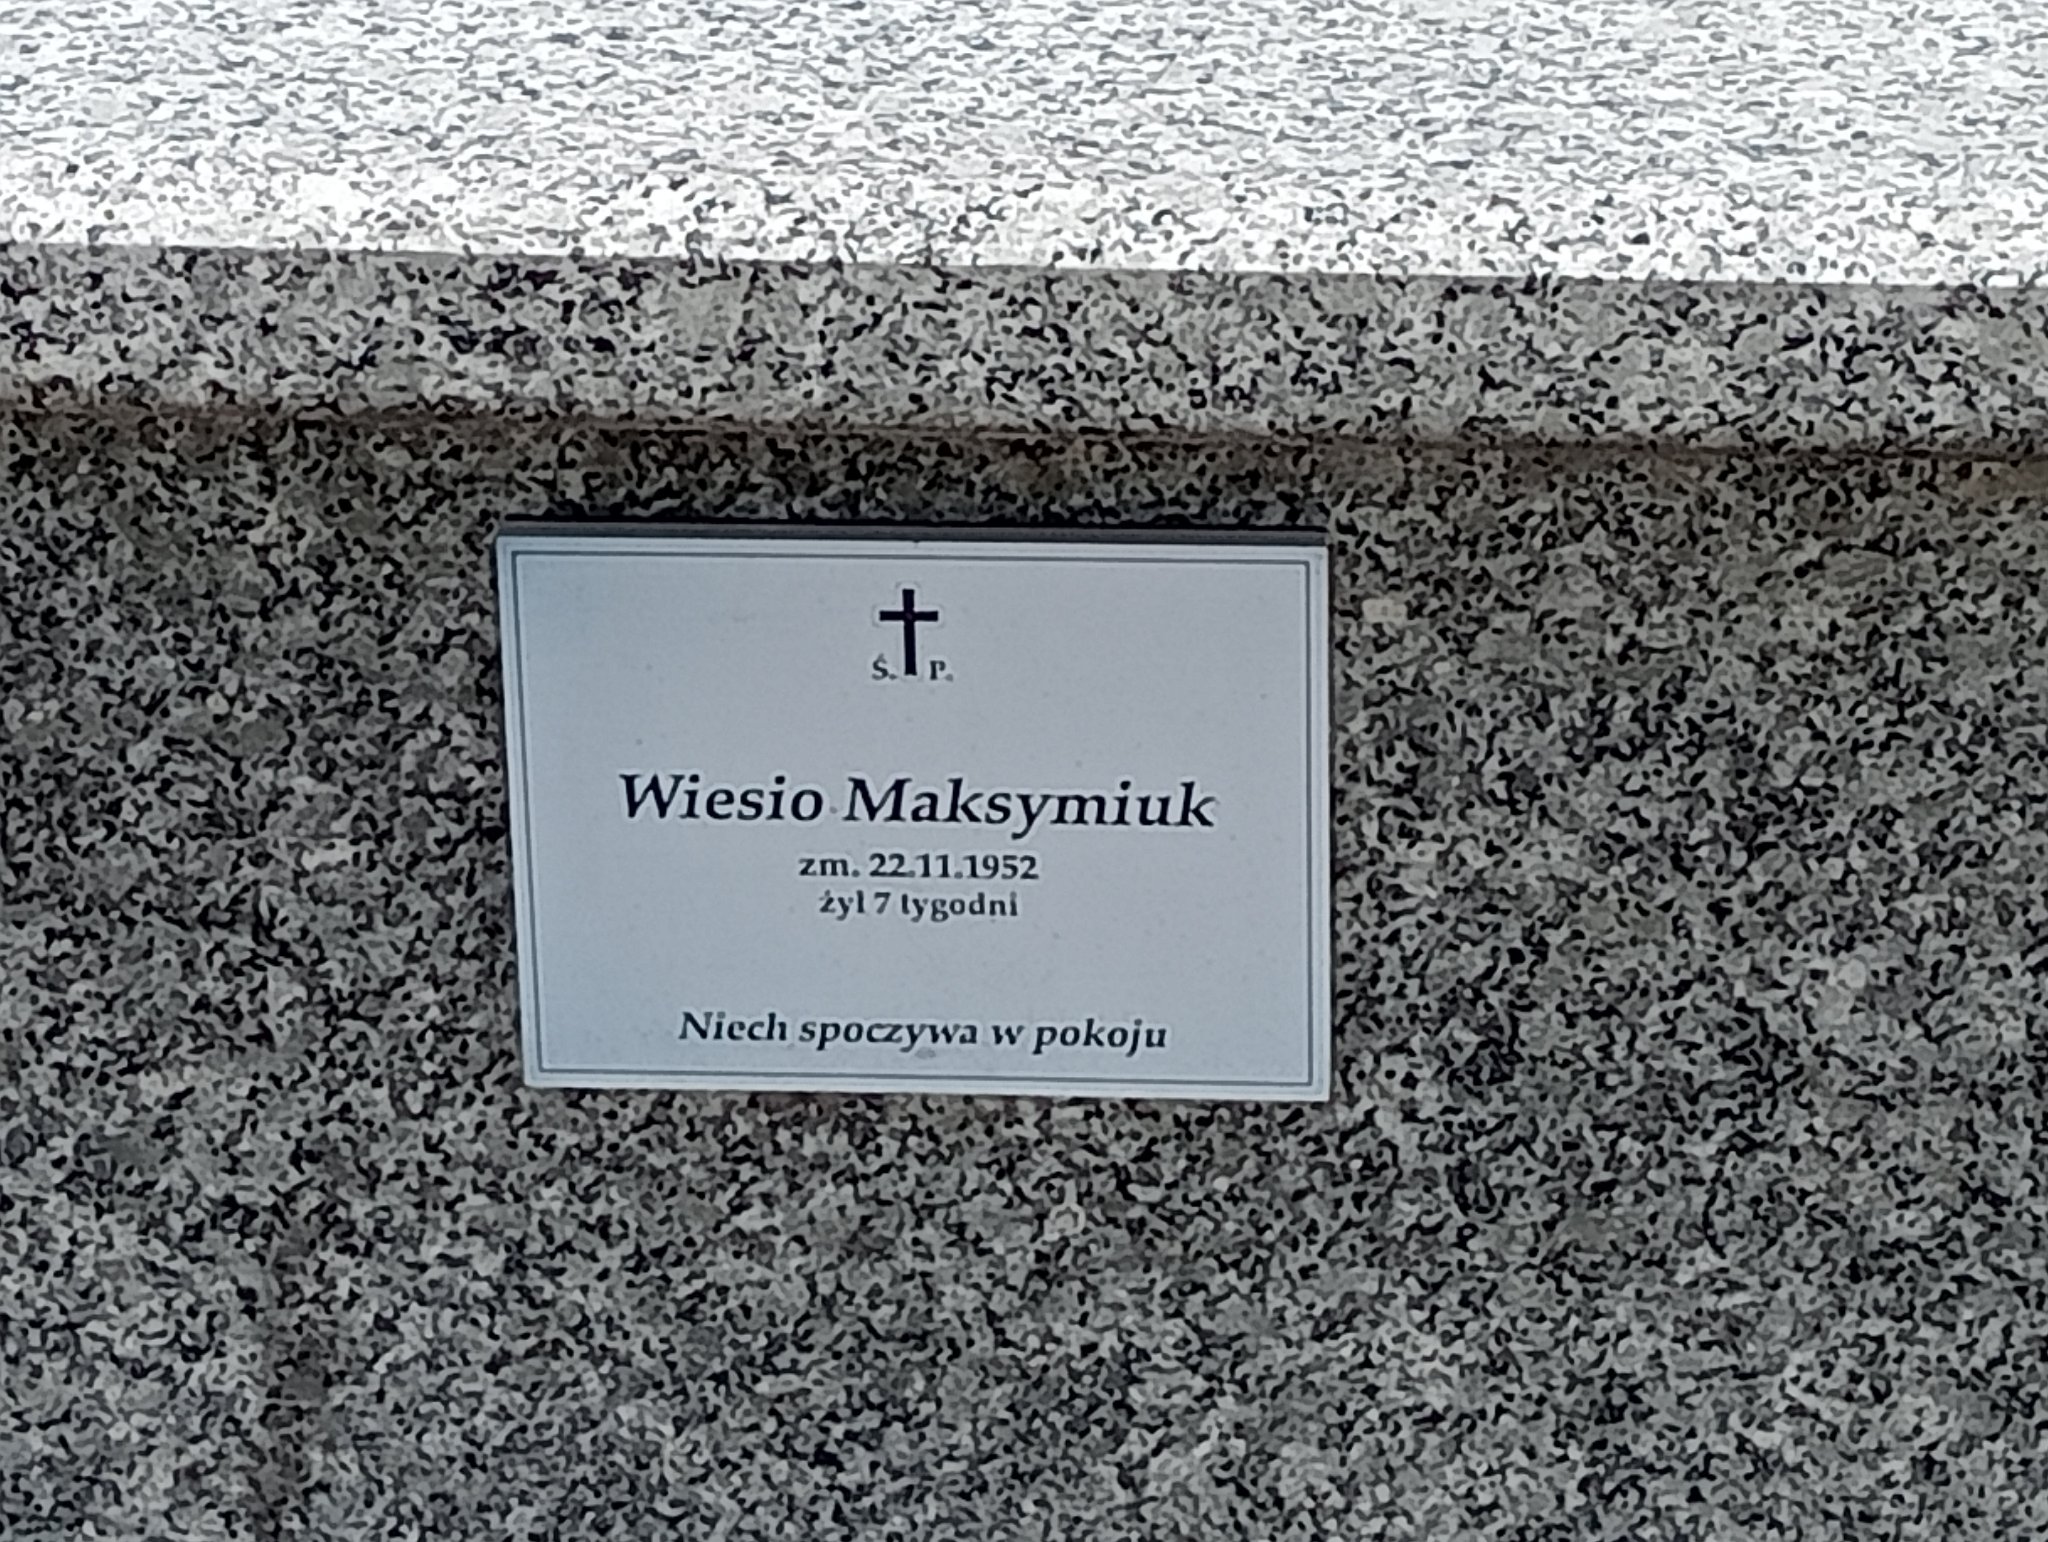 Ś. P.
Wiesio Maksymiuk
zm. 22.11.1952
żył 7 tygodni
Niech spoczywa w pokoju